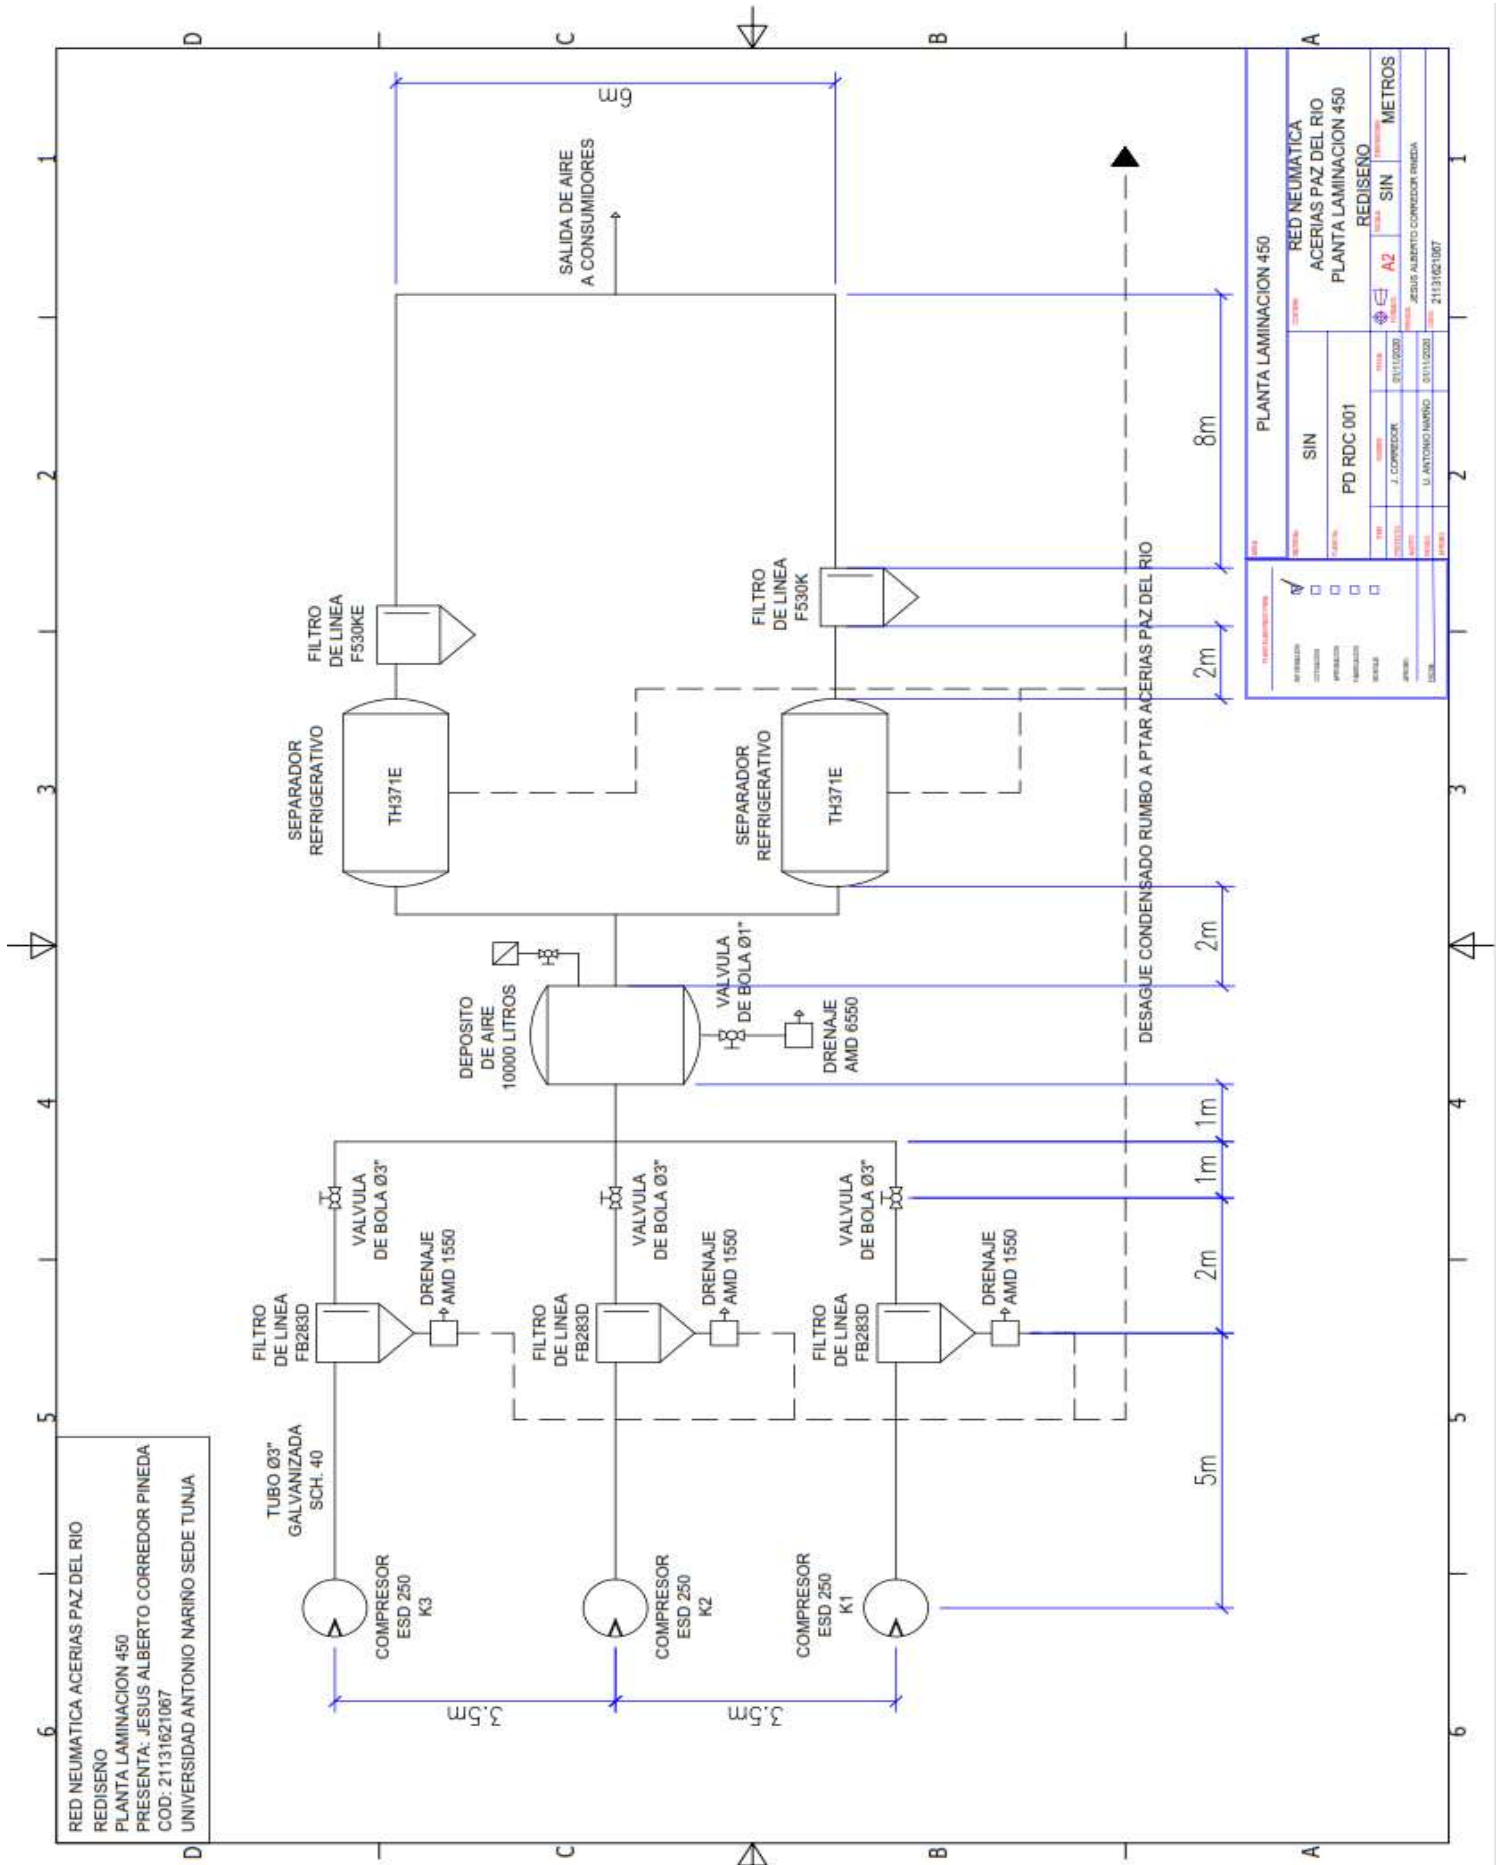 RED NEUMATICA ACERIAS PAZ DEL RIO
REDISEÑO
PLANTA LAMINACION 450
PRESENTA: JESUS ALBERTO CORREDOR PINEDA
COD: 21131621067
UNIVERSIDAD ANTONIO NARIÑO SEDE TUNJA
6
5
4
3
2
1
D
C
B
A
TUBO Ø3"
GALVANIZADA
SCH. 40
COMPRESOR
ESD 250
K3
FILTRO
DE LINEA
FB283D
DRENAJE
AMD 1550
VALVULA
DE BOLA Ø3"
COMPRESOR
ESD 250
K2
FILTRO
DE LINEA
FB283D
DRENAJE
AMD 1550
VALVULA
DE BOLA Ø3"
COMPRESOR
ESD 250
K1
FILTRO
DE LINEA
FB283D
DRENAJE
AMD 1550
VALVULA
DE BOLA Ø3"
3.5m
3.5m
DEPOSITO
DE AIRE
10000 LITROS
VALVULA
DE BOLA Ø1"
DRENAJE
AMD 6550
SEPARADOR
REFRIGERATIVO
TH371E
FILTRO
DE LINEA
F530KE
SEPARADOR
REFRIGERATIVO
TH371E
FILTRO
DE LINEA
F530K
SALIDA DE AIRE
A CONSUMIDORES
6m
DESAGUE CONDENSADO RUMBO A PTAR ACERIAS PAZ DEL RIO
5m
2m
1m
1m
2m
2m
8m
PLANTA LAMINACION 450
SIN
PD RDC 001
RED NEUMATICA
ACERIAS PAZ DEL RIO
PLANTA LAMINACION 450
REDISEÑO
A2
SIN
METROS
J. CORREDOR
01/11/2020
JESUS ALBERTO CORREDOR PINEDA
U. ANTONIO NARIÑO
01/11/2020
21131621067
6
5
4
3
2
1
D
C
B
A